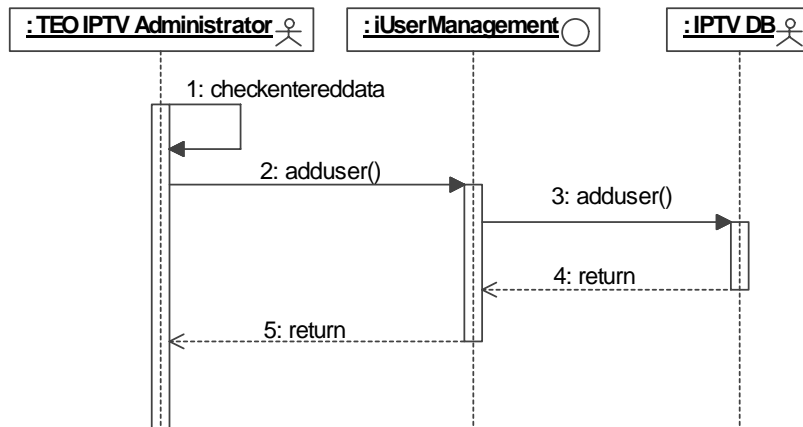 : TEO IPTV Administrator
: iUserManagement
: IPTV DB
1: checkentereddata
2: adduser()
3: adduser()
4: return
5: return